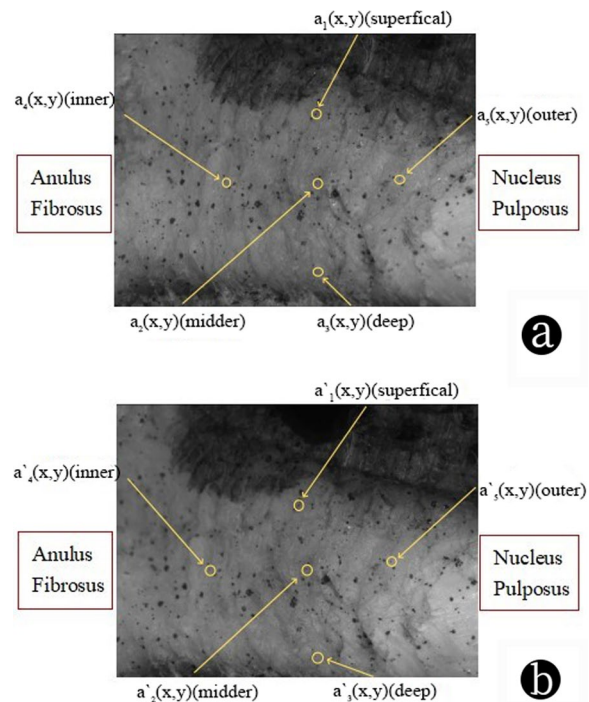 a₁(x,y)(superfical)
a₄(x,y)(inner)
a₅(x,y)(outer)
Anulus
Fibrosus
Nucleus
Pulposus
a₂(x,y)(midder)
a₃(x,y)(deep)
a
a`₁(x,y)(superfical)
a`₄(x,y)(inner)
a`₅(x,y)(outer)
Anulus
Fibrosus
Nucleus
Pulposus
a`₂(x,y)(midder)
a`₃(x,y)(deep)
b